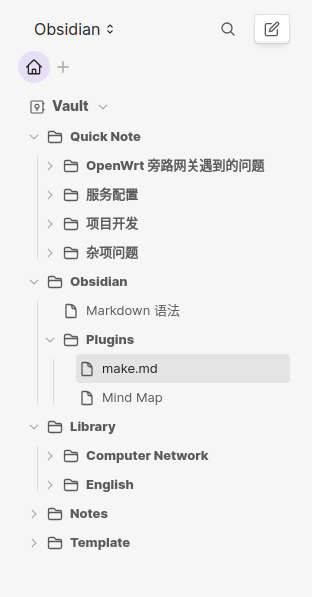 Obsidian
Vault
Quick Note
OpenWrt 旁路网关遇到的问题
服务配置
项目开发
杂项问题
Obsidian
Markdown 语法
Plugins
make.md
Mind Map
Library
Computer Network
English
Notes
Template